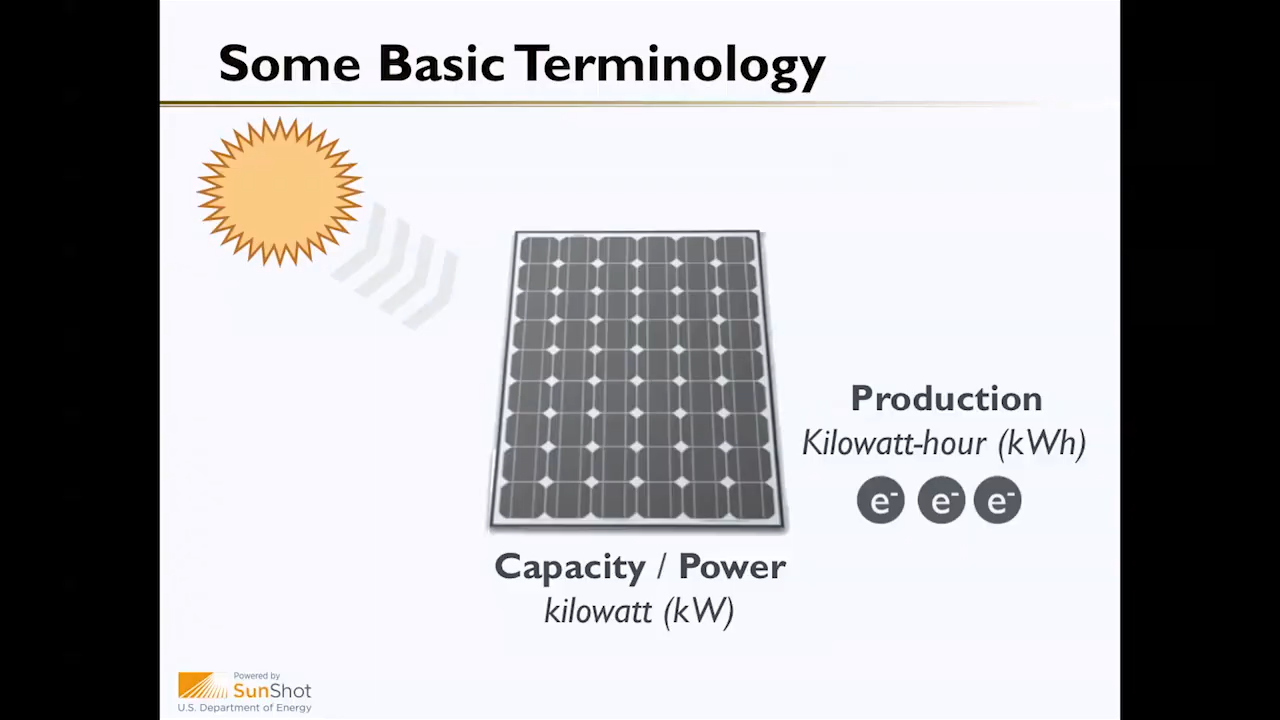 Some Basic Terminology
Production
Kilowatt-hour (kWh)
e- e- e-
Capacity / Power
kilowatt (kW)
Powered by
SunShot
U.S. Department of Energy